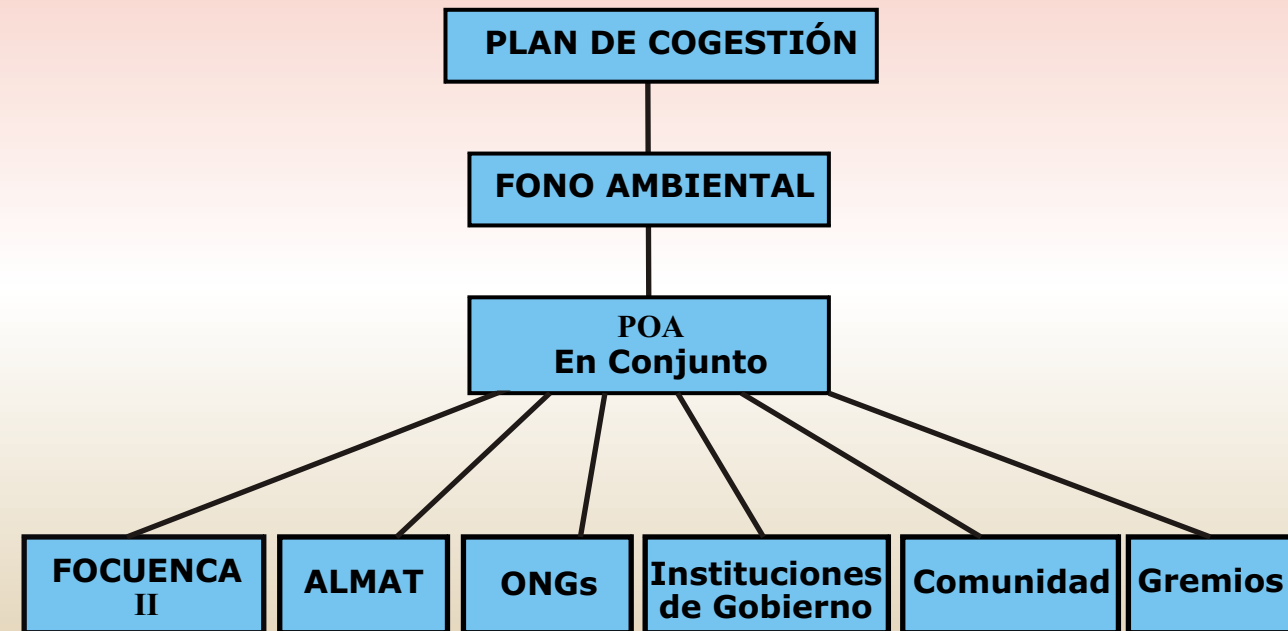 PLAN DE COGESTIÓN
FONO AMBIENTAL
POA
En Conjunto
FOCUENCA
II
ALMAT
ONGs
Instituciones
de Gobierno
Comunidad
Gremios